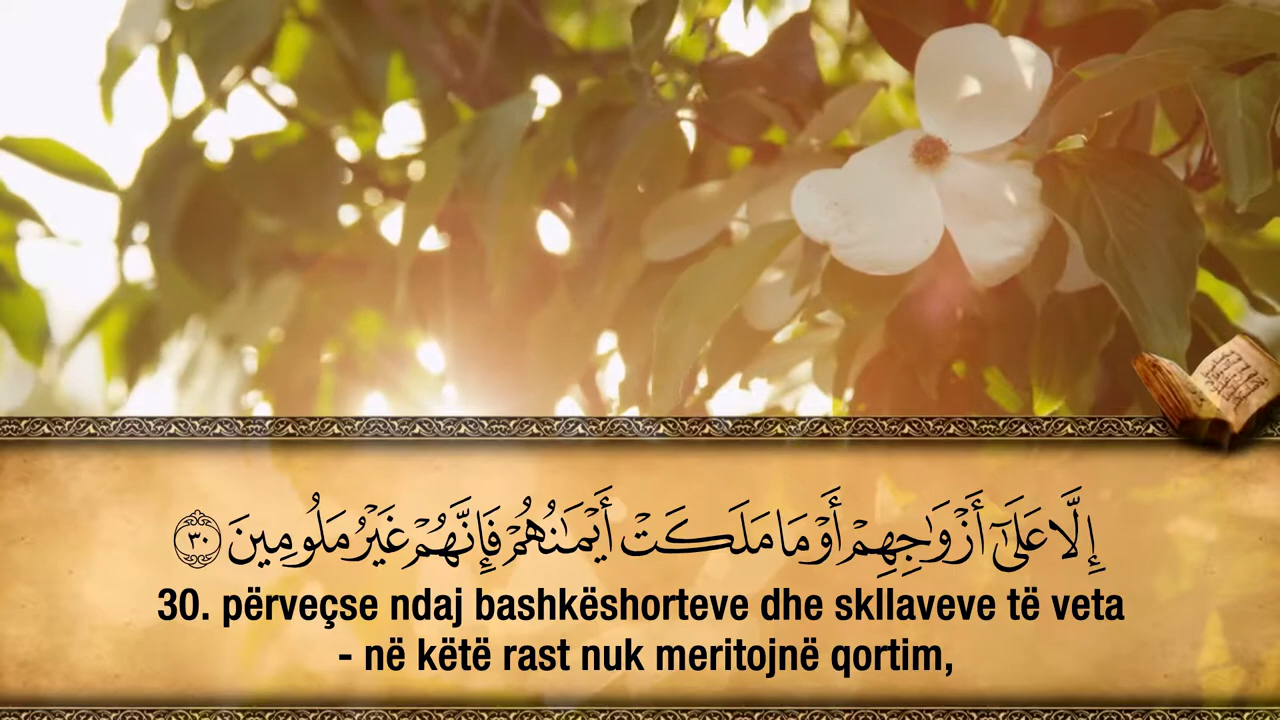 إِلَّا عَلَىٰٓ أَزْوَٰجِهِمْ أَوْ مَا مَلَكَتْ أَيْمَـٰنُهُمْ فَإِنَّهُمْ غَيْرُ مَلُومِينَ ٣٠
30. përveçse ndaj bashkëshorteve dhe skllaveve të veta
- në këtë rast nuk meritojnë qortim,